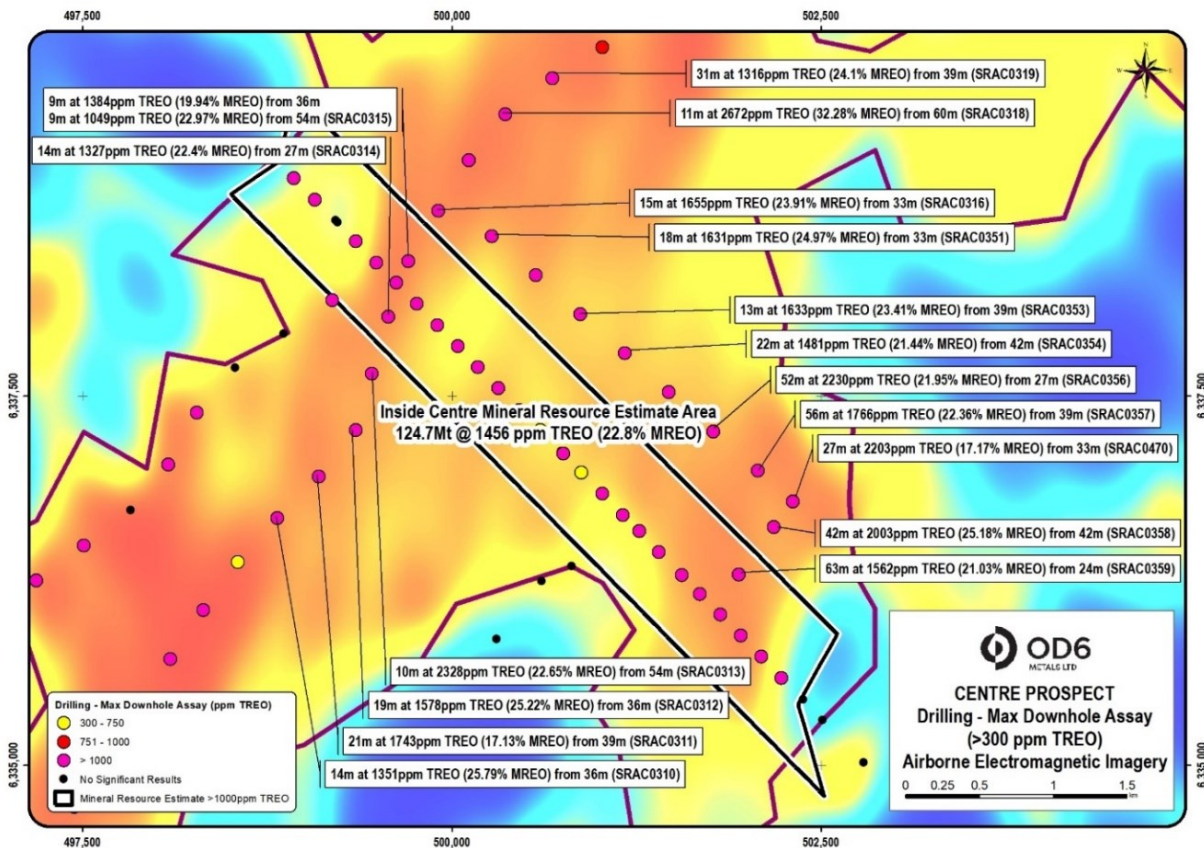 497,500
500,000
502,500
N
W
E
S
31m at 1316ppm TREO (24.1% MREO) from 39m (SRAC0319)
9m at 1384ppm TREO (19.94% MREO) from 36m
9m at 1049ppm TREO (22.97% MREO) from 54m (SRAC0315)
11m at 2672ppm TREO (32.28% MREO) from 60m (SRAC0318)
14m at 1327ppm TREO (22.4% MREO) from 27m (SRAC0314)
15m at 1655ppm TREO (23.91% MREO) from 33m (SRAC0316)
18m at 1631ppm TREO (24.97% MREO) from 33m (SRAC0351)
13m at 1633ppm TREO (23.41% MREO) from 39m (SRAC0353)
22m at 1481ppm TREO (21.44% MREO) from 42m (SRAC0354)
52m at 2230ppm TREO (21.95% MREO) from 27m (SRAC0356)
6,337,500
6,337,500
Inside Centre Mineral Resource Estimate Area
124.7Mt @ 1456 ppm TREO (22.8% MREO)
56m at 1766ppm TREO (22.36% MREO) from 39m (SRAC0357)
27m at 2203ppm TREO (17.17% MREO) from 33m (SRAC0470)
42m at 2003ppm TREO (25.18% MREO) from 42m (SRAC0358)
63m at 1562ppm TREO (21.03% MREO) from 24m (SRAC0359)
10m at 2328ppm TREO (22.65% MREO) from 54m (SRAC0313)
19m at 1578ppm TREO (25.22% MREO) from 36m (SRAC0312)
21m at 1743ppm TREO (17.13% MREO) from 39m (SRAC0311)
14m at 1351ppm TREO (25.79% MREO) from 36m (SRAC0310)
Drilling - Max Downhole Assay (ppm TREO)
300 - 750
751 - 1000
> 1000
No Significant Results
Mineral Resource Estimate >1000ppm TREO
OD6
METALS LTD
CENTRE PROSPECT
Drilling - Max Downhole Assay
(>300 ppm TREO)
Airborne Electromagnetic Imagery
0 0.25 0.5 1 1.5
km
6,335,000
6,335,000
497,500
500,000
502,500